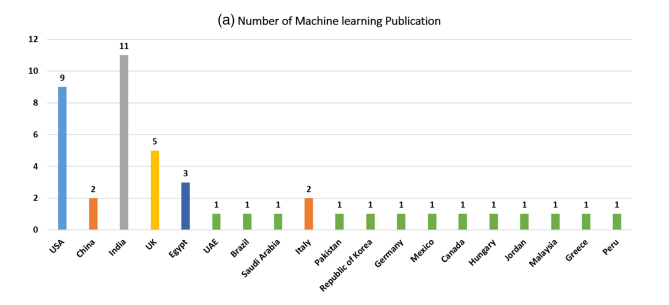 (a) Number of Machine learning Publication
12
10
8
6
4
2
0
9
2
11
5
3
1
1
1
2
1
1
1
1
1
1
1
1
1
1
USA
China
India
UK
Egypt
UAE
Brazil
Saudi Arabia
Italy
Pakistan
Republic of Korea
Germany
Mexico
Canada
Hungary
Jordan
Malaysia
Greece
Peru